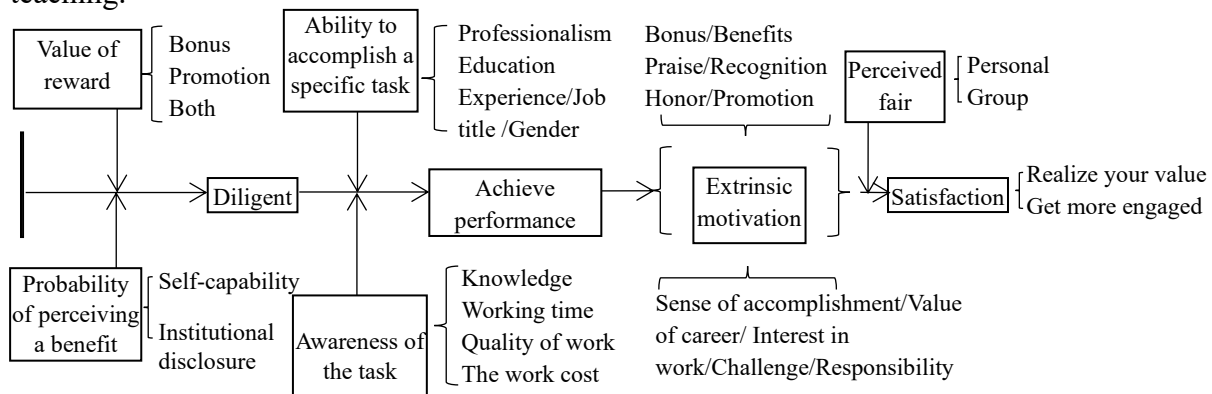 teaching.
Value of
reward
Bonus
Promotion
Both
Ability to
accomplish a
specific task
Professionalism
Education
Experience/Job
title /Gender
Bonus/Benefits
Praise/Recognition
Honor/Promotion
Perceived
fair
Personal
Group
Diligent
Achieve
performance
Extrinsic
motivation
Satisfaction
Realize your value
Get more engaged
Probability
of perceiving
a benefit
Self-capability
Institutional
disclosure
Awareness of
the task
Knowledge
Working time
Quality of work
The work cost
Sense of accomplishment/Value
of career/ Interest in
work/Challenge/Responsibility